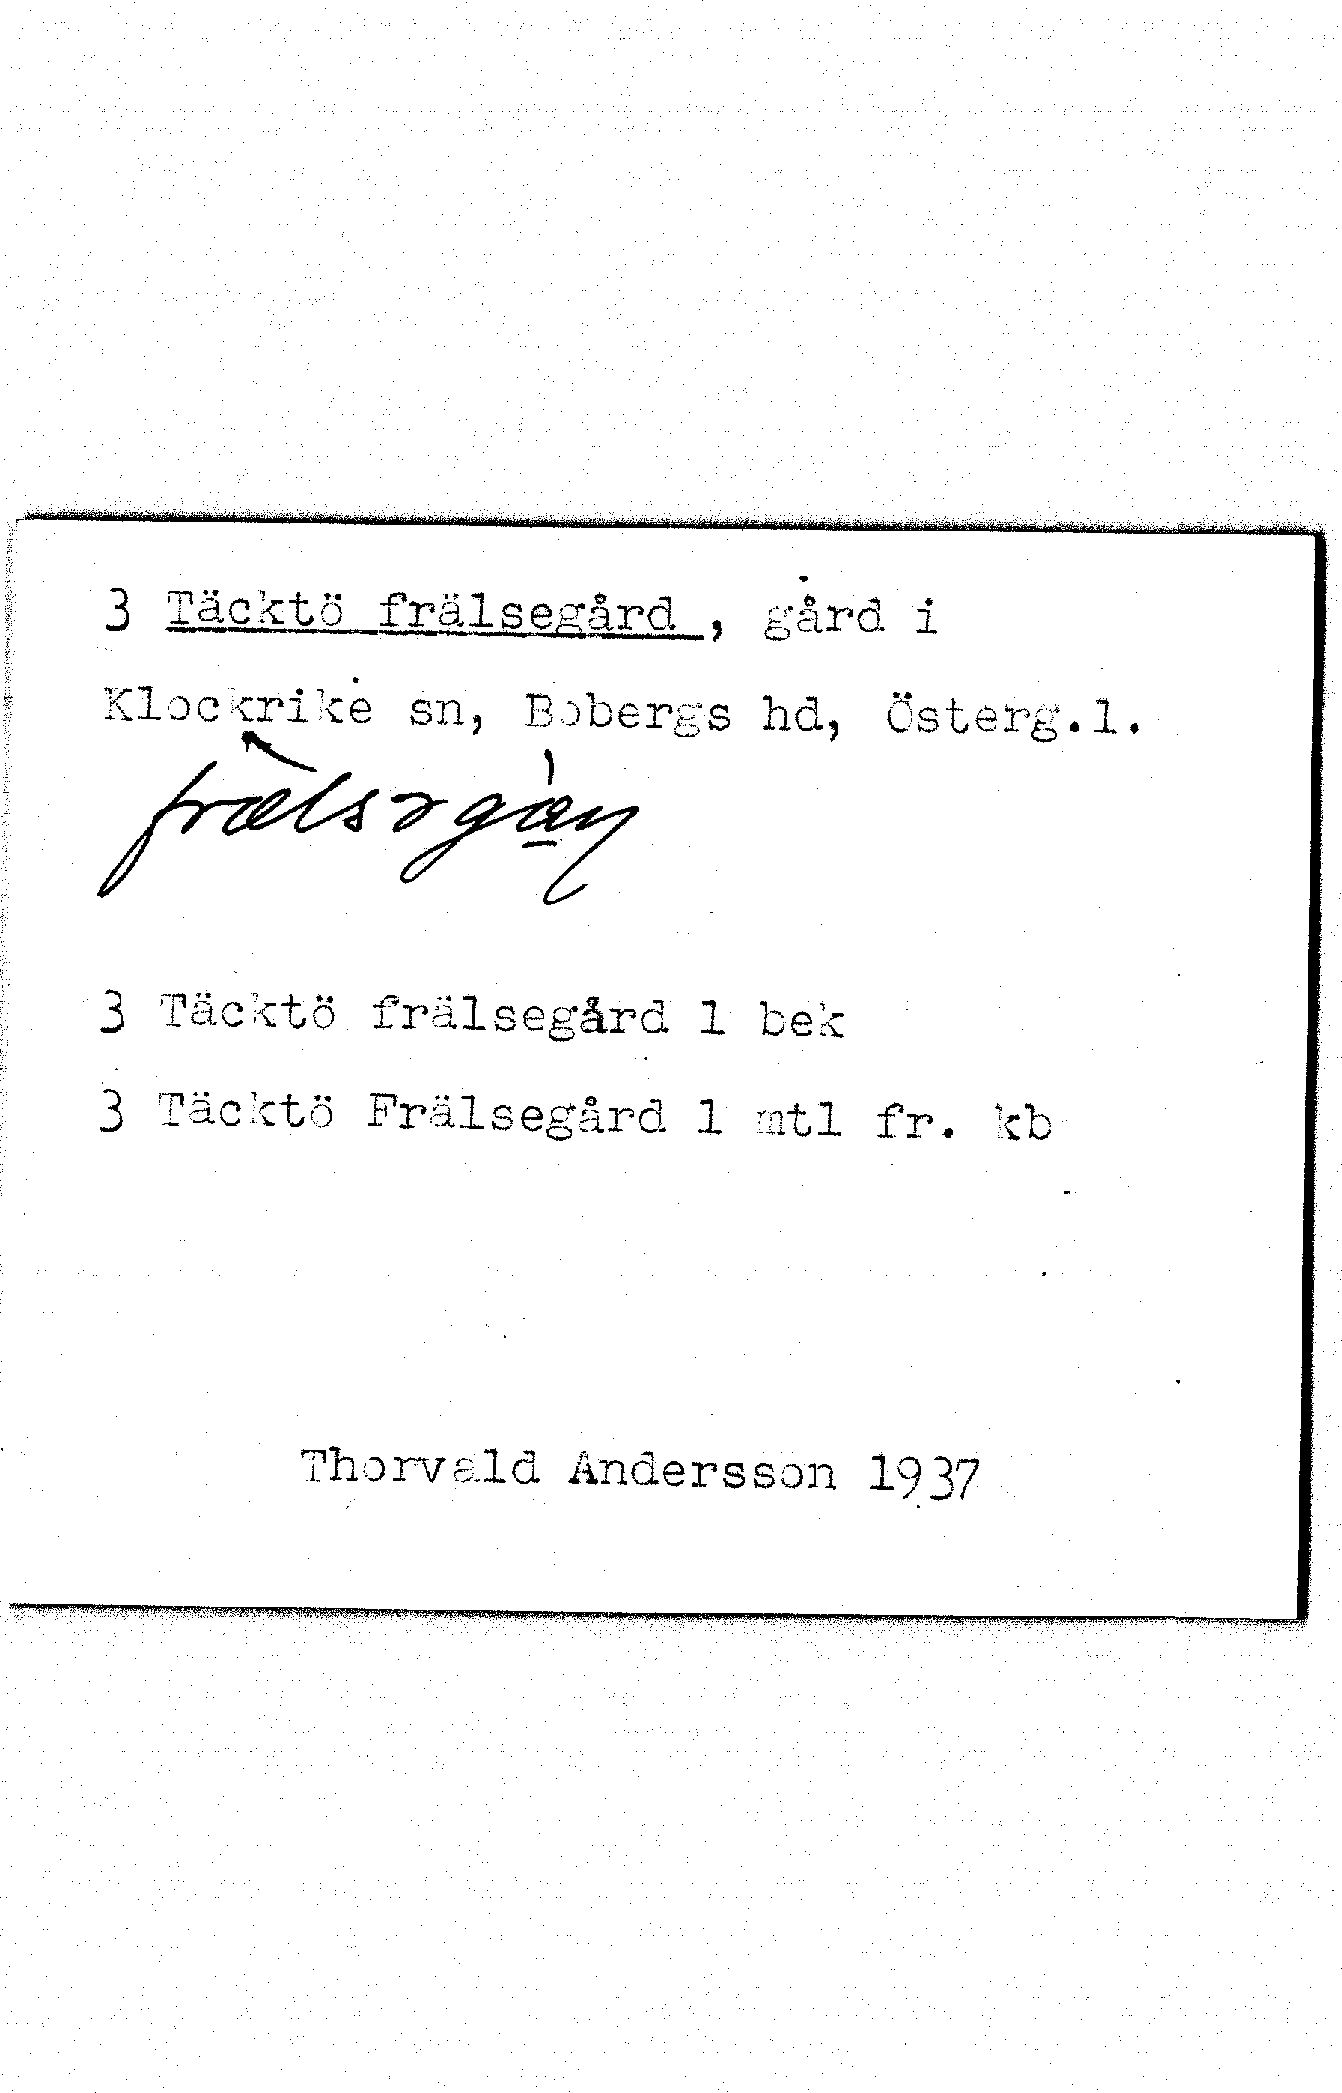 3 Täcktö frälsegård , gård i
Klockrike sn, Bobergs hd, Österg.l.
3 Täcktö frälsegård 1 bek
3 Täcktö Frälsegård 1 mtl fr. kb
Thorvald Andersson 1937